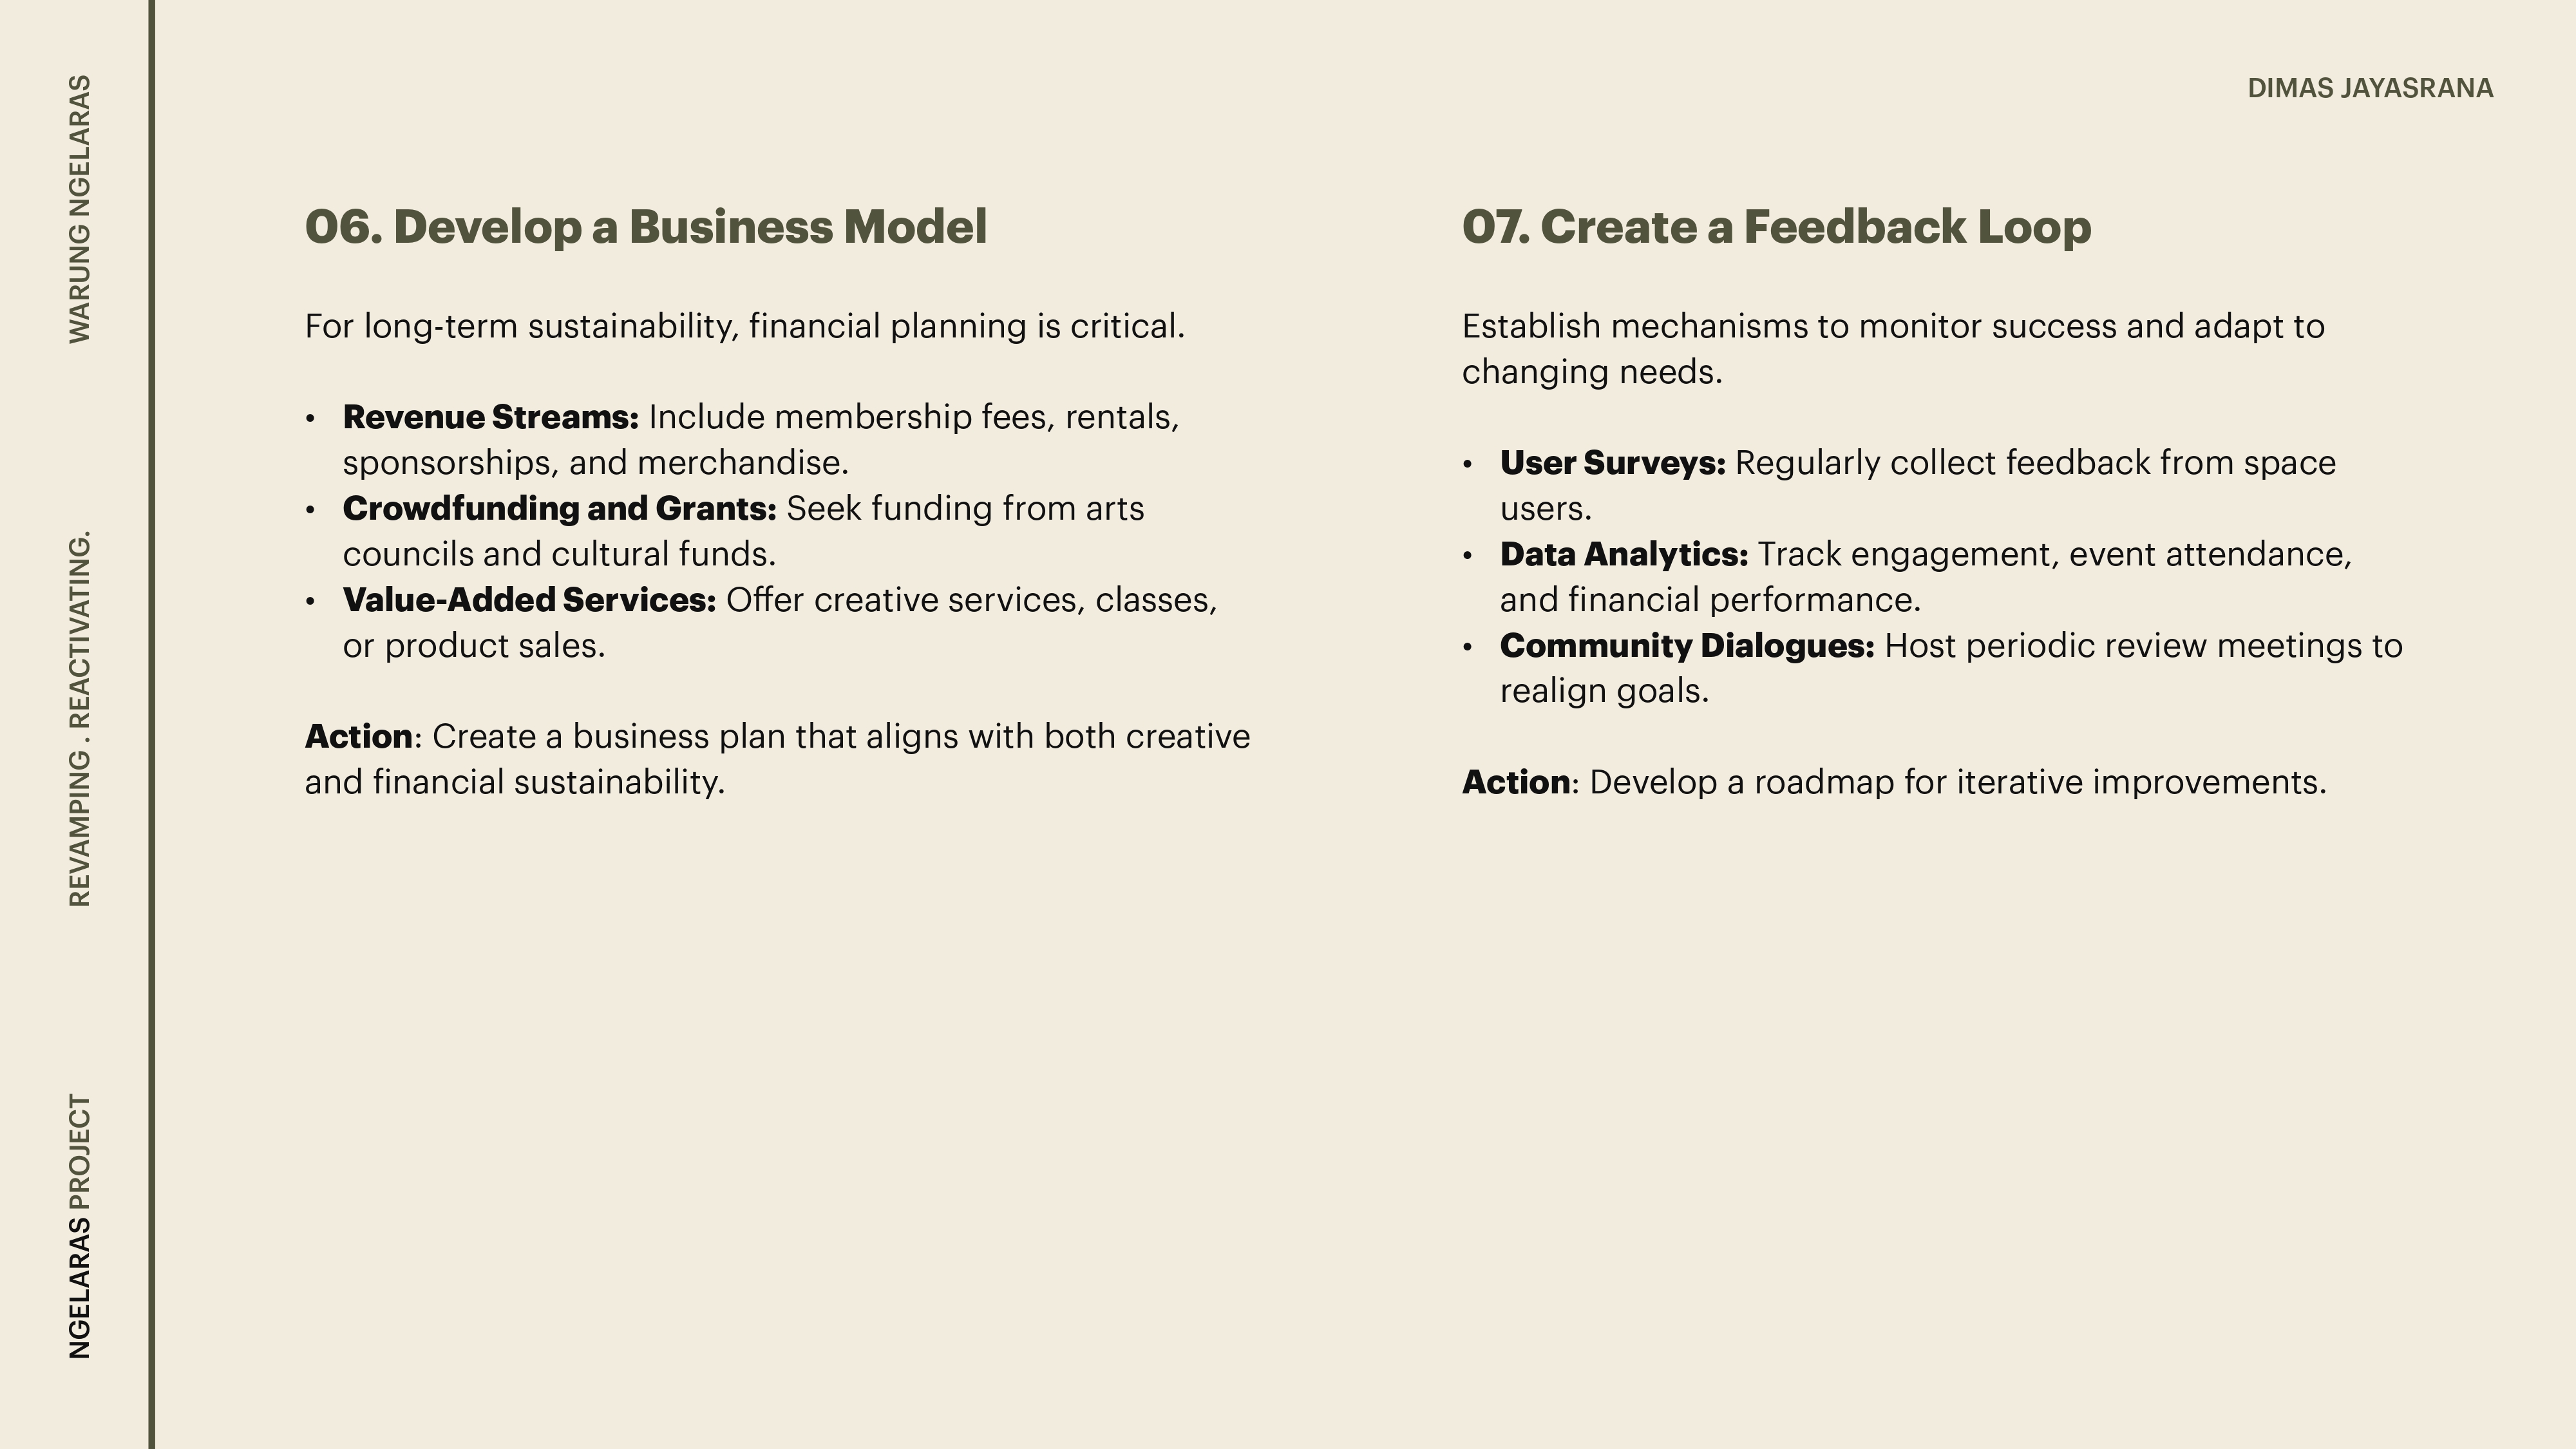 WARUNG NGELARAS
REVAMPING . REACTIVATING.
NGELARAS PROJECT
DIMAS JAYASRANA
06. Develop a Business Model
For long-term sustainability, financial planning is critical.
• Revenue Streams: Include membership fees, rentals,
sponsorships, and merchandise.
• Crowdfunding and Grants: Seek funding from arts
councils and cultural funds.
• Value-Added Services: Offer creative services, classes,
or product sales.
Action: Create a business plan that aligns with both creative
and financial sustainability.
07. Create a Feedback Loop
Establish mechanisms to monitor success and adapt to
changing needs.
• User Surveys: Regularly collect feedback from space
users.
• Data Analytics: Track engagement, event attendance,
and financial performance.
• Community Dialogues: Host periodic review meetings to
realign goals.
Action: Develop a roadmap for iterative improvements.